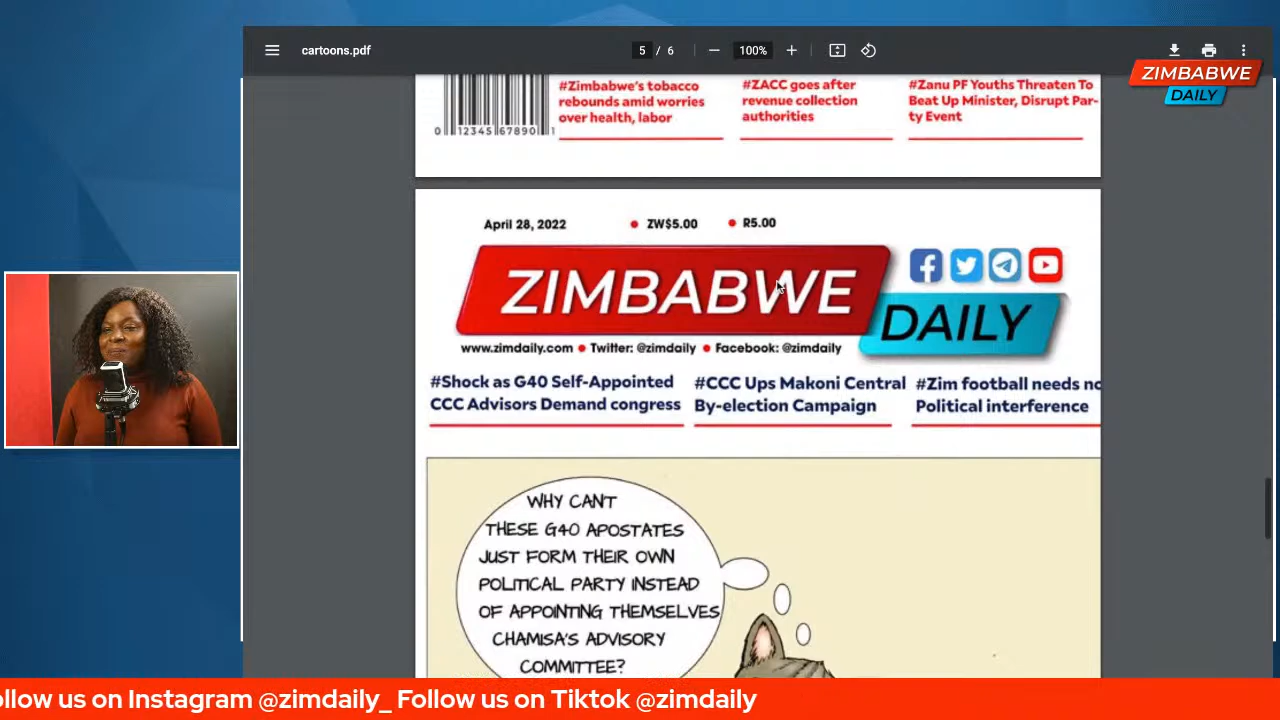 cartoons.pdf
5 / 6
100%
ZIMBABWE
DAILY
0 12345 67890 1
#Zimbabwe's tobacco
rebounds amid worries
over health, labor
#ZACC goes after
revenue collection
authorities
#Zanu PF Youths Threaten To
Beat Up Minister, Disrupt Par-
ty Event
April 28, 2022
ZW$5.00
R5.00
ZIMBABWE
DAILY
www.zimdaily.com • Twitter: @zimdaily • Facebook: @zimdaily
#Shock as G40 Self-Appointed
CCC Advisors Demand congress
#CCC Ups Makoni Central
By-election Campaign
#Zim football needs no
Political interference
WHY CAN'T
THESE G40 APOSTATES
JUST FORM THEIR OWN
POLITICAL PARTY INSTEAD
OF APPOINTING THEMSELVES
CHAMISA'S ADVISORY
COMMITTEE?
ollow us on Instagram @zimdaily_ Follow us on Tiktok @zimdaily